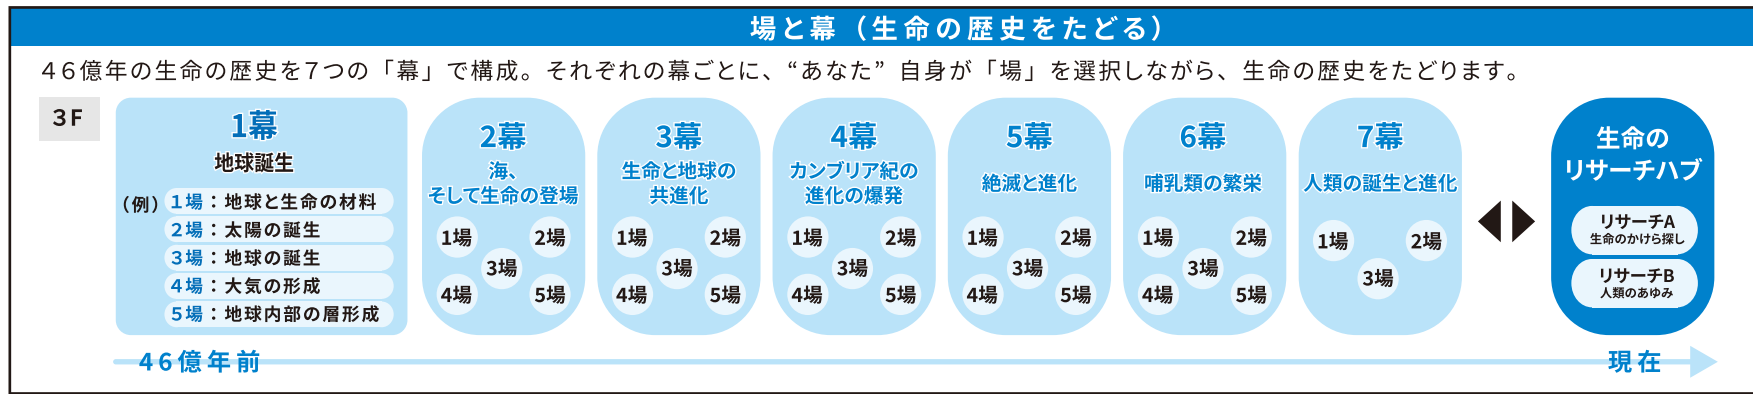 場と幕（生命の歴史をたどる）
４６億年の生命の歴史を７つの「幕」で構成。それぞれの幕ごとに、“あなた” 自身が「場」を選択しながら、生命の歴史をたどります。
3F
1幕
地球誕生
（例）
1場：地球と生命の材料
2場：太陽の誕生
3場：地球の誕生
4場：大気の形成
5場：地球内部の層形成
2幕
海、
そして生命の登場
1場 2場
3場
4場 5場
3幕
生命と地球の
共進化
1場 2場
3場
4場 5場
4幕
カンブリア紀の
進化の爆発
1場 2場
3場
4場 5場
5幕
絶滅と進化
1場 2場
3場
4場 5場
6幕
哺乳類の繁栄
1場 2場
3場
4場 5場
7幕
人類の誕生と進化
1場 2場
3場
生命の
リサーチハブ
リサーチA
生命のかけら探し
リサーチB
人類のあゆみ
46億年前
現在